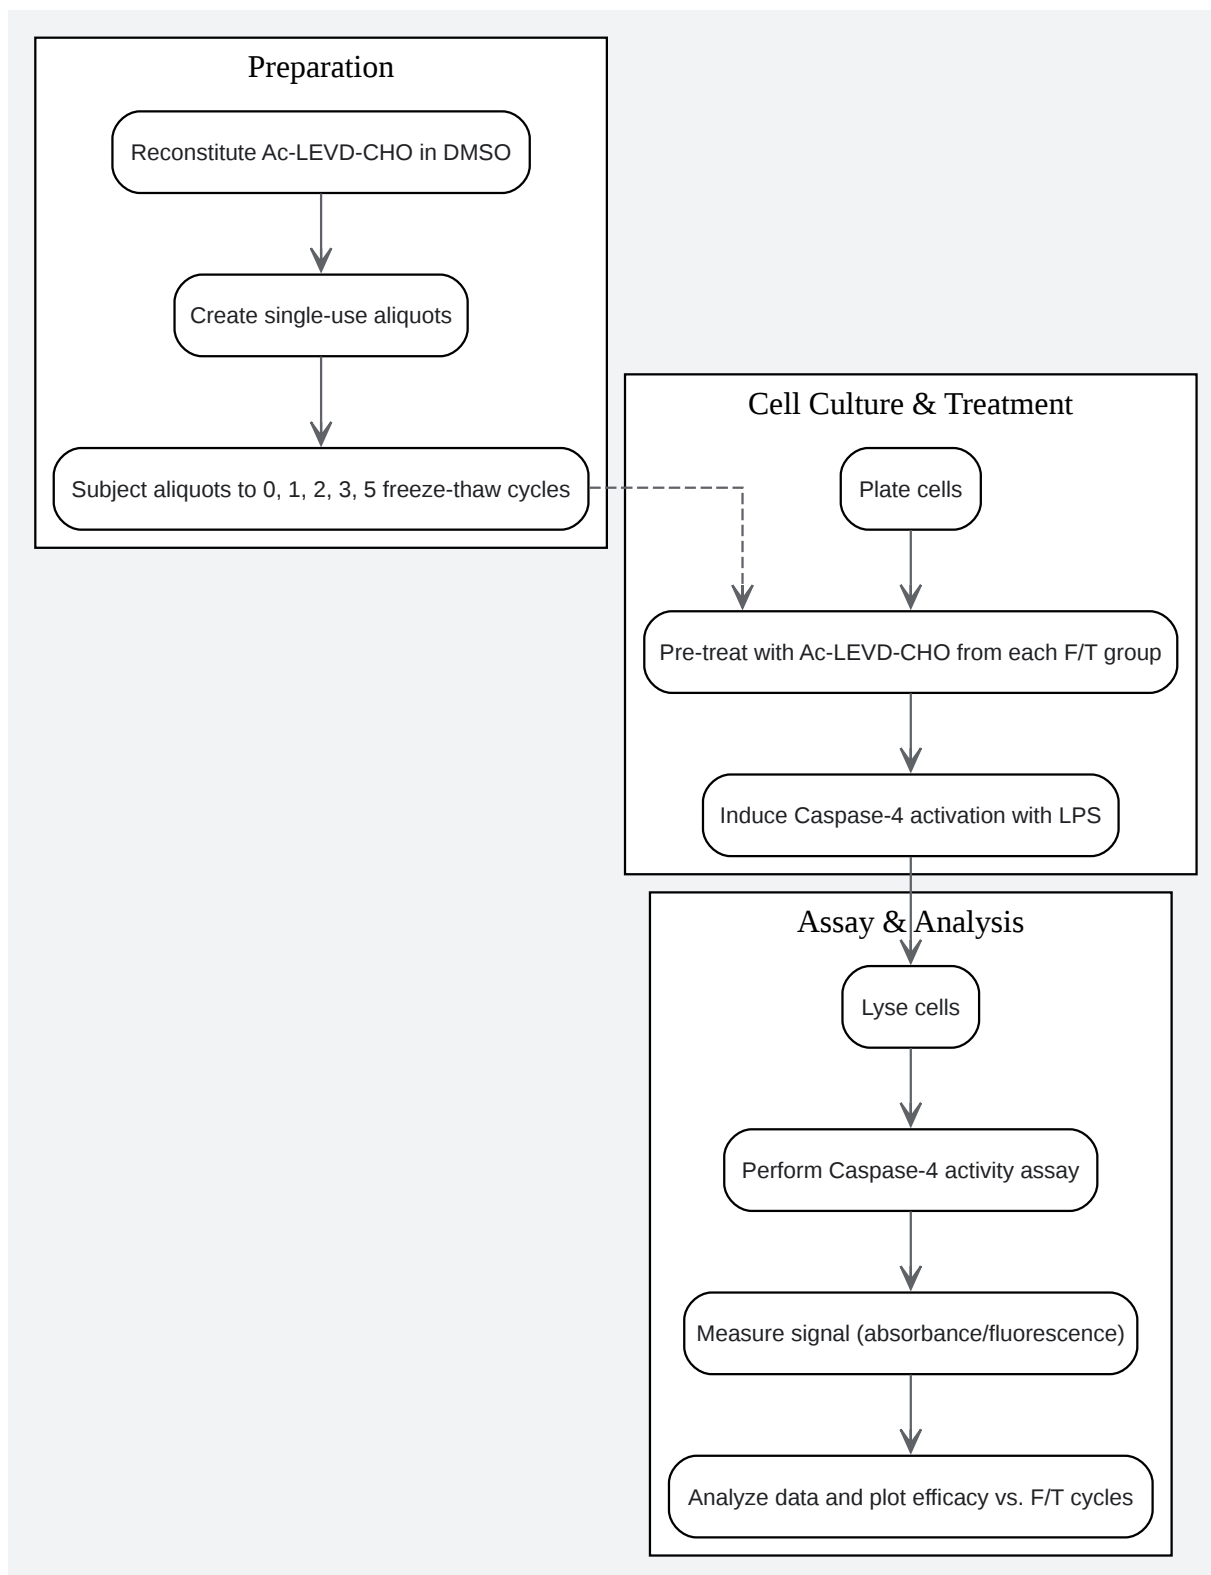 Preparation
Reconstitute Ac-LEVD-CHO in DMSO
Create single-use aliquots
Subject aliquots to 0, 1, 2, 3, 5 freeze-thaw cycles
Cell Culture & Treatment
Plate cells
Pre-treat with Ac-LEVD-CHO from each F/T group
Induce Caspase-4 activation with LPS
Assay & Analysis
Lyse cells
Perform Caspase-4 activity assay
Measure signal (absorbance/fluorescence)
Analyze data and plot efficacy vs. F/T cycles